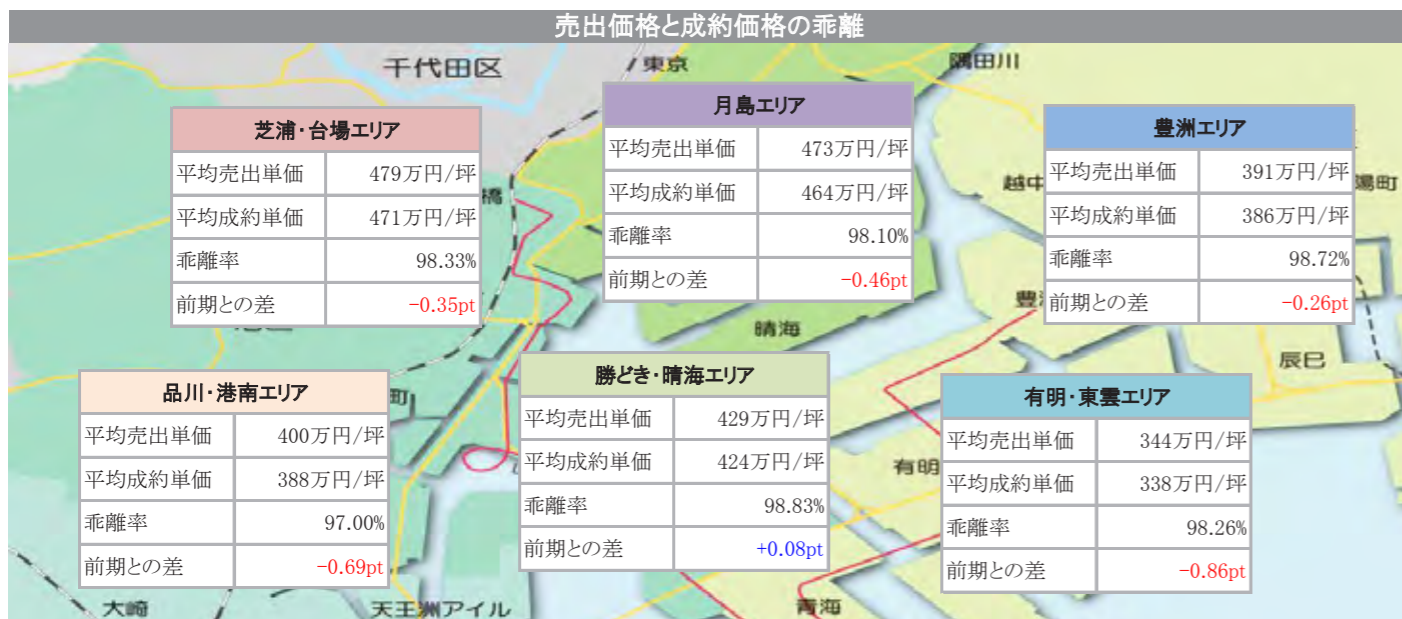 売出価格と成約価格の乖離
千代田区
東京
隅田川
芝浦・台場エリア
平均売出単価 479万円/坪
平均成約単価 471万円/坪
乖離率 98.33%
前期との差 -0.35pt
月島エリア
平均売出単価 473万円/坪
平均成約単価 464万円/坪
乖離率 98.10%
前期との差 -0.46pt
豊洲エリア
平均売出単価 391万円/坪
平均成約単価 386万円/坪
乖離率 98.72%
前期との差 -0.26pt
橋
越中
陽町
豊
晴海
辰巳
品川・港南エリア
平均売出単価 400万円/坪
平均成約単価 388万円/坪
乖離率 97.00%
前期との差 -0.69pt
町
勝どき・晴海エリア
平均売出単価 429万円/坪
平均成約単価 424万円/坪
乖離率 98.83%
前期との差 +0.08pt
有明
有明・東雲エリア
平均売出単価 344万円/坪
平均成約単価 338万円/坪
乖離率 98.26%
前期との差 -0.86pt
大崎
天王洲アイル
青海